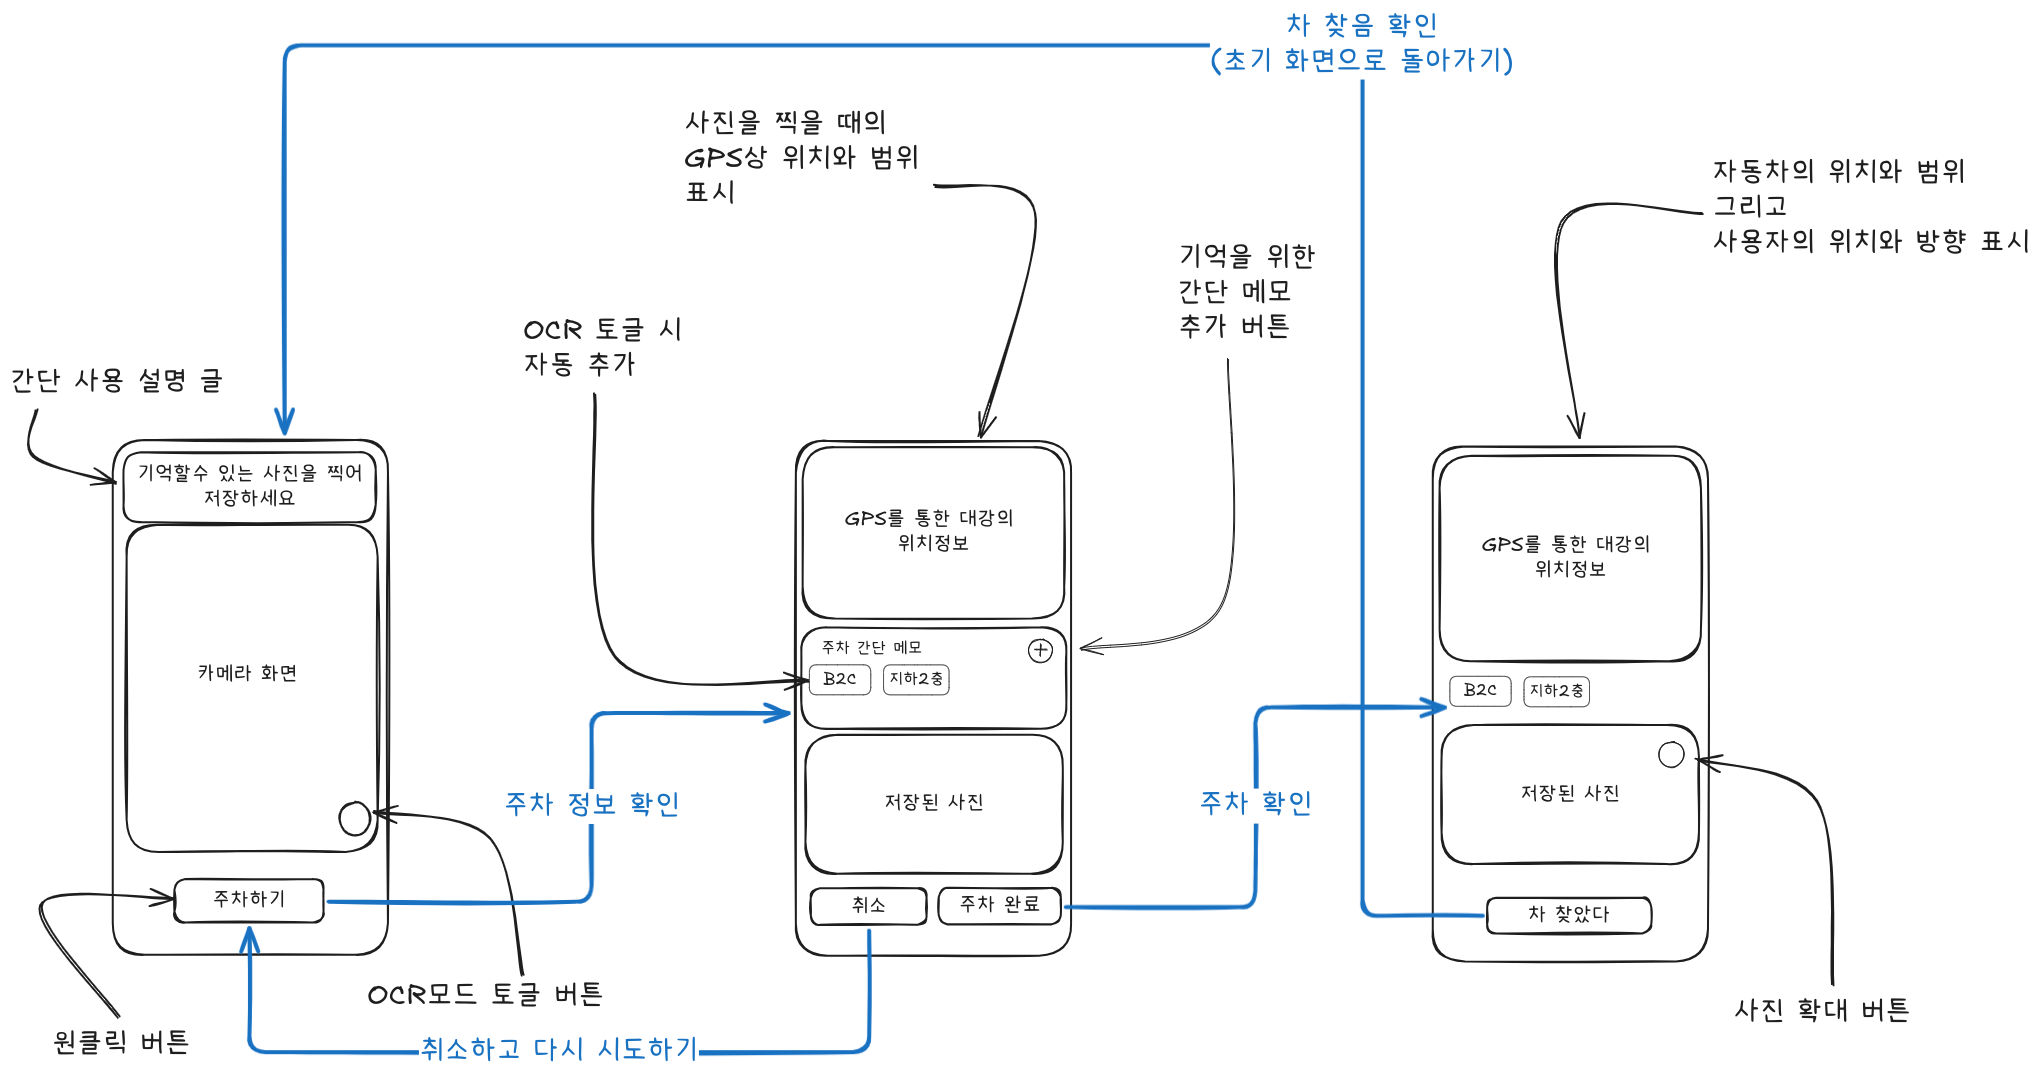 차 찾음 확인
(초기 화면으로 돌아가기)
사진을 찍을 때의
GPS상 위치와 범위
표시
자동차의 위치와 범위
그리고
사용자의 위치와 방향 표시
기억을 위한
간단 메모
추가 버튼
OCR 토글 시
자동 추가
간단 사용 설명 글
기억할수 있는 사진을 찍어
저장하세요
카메라 화면
주차하기
원클릭 버튼
OCR모드 토글 버튼
주차 정보 확인
취소하고 다시 시도하기
GPS를 통한 대강의
위치정보
주차 간단 메모
B2C
지하2층
저장된 사진
취소
주차 완료
주차 확인
GPS를 통한 대강의
위치정보
B2C
지하2층
저장된 사진
차 찾았다
사진 확대 버튼